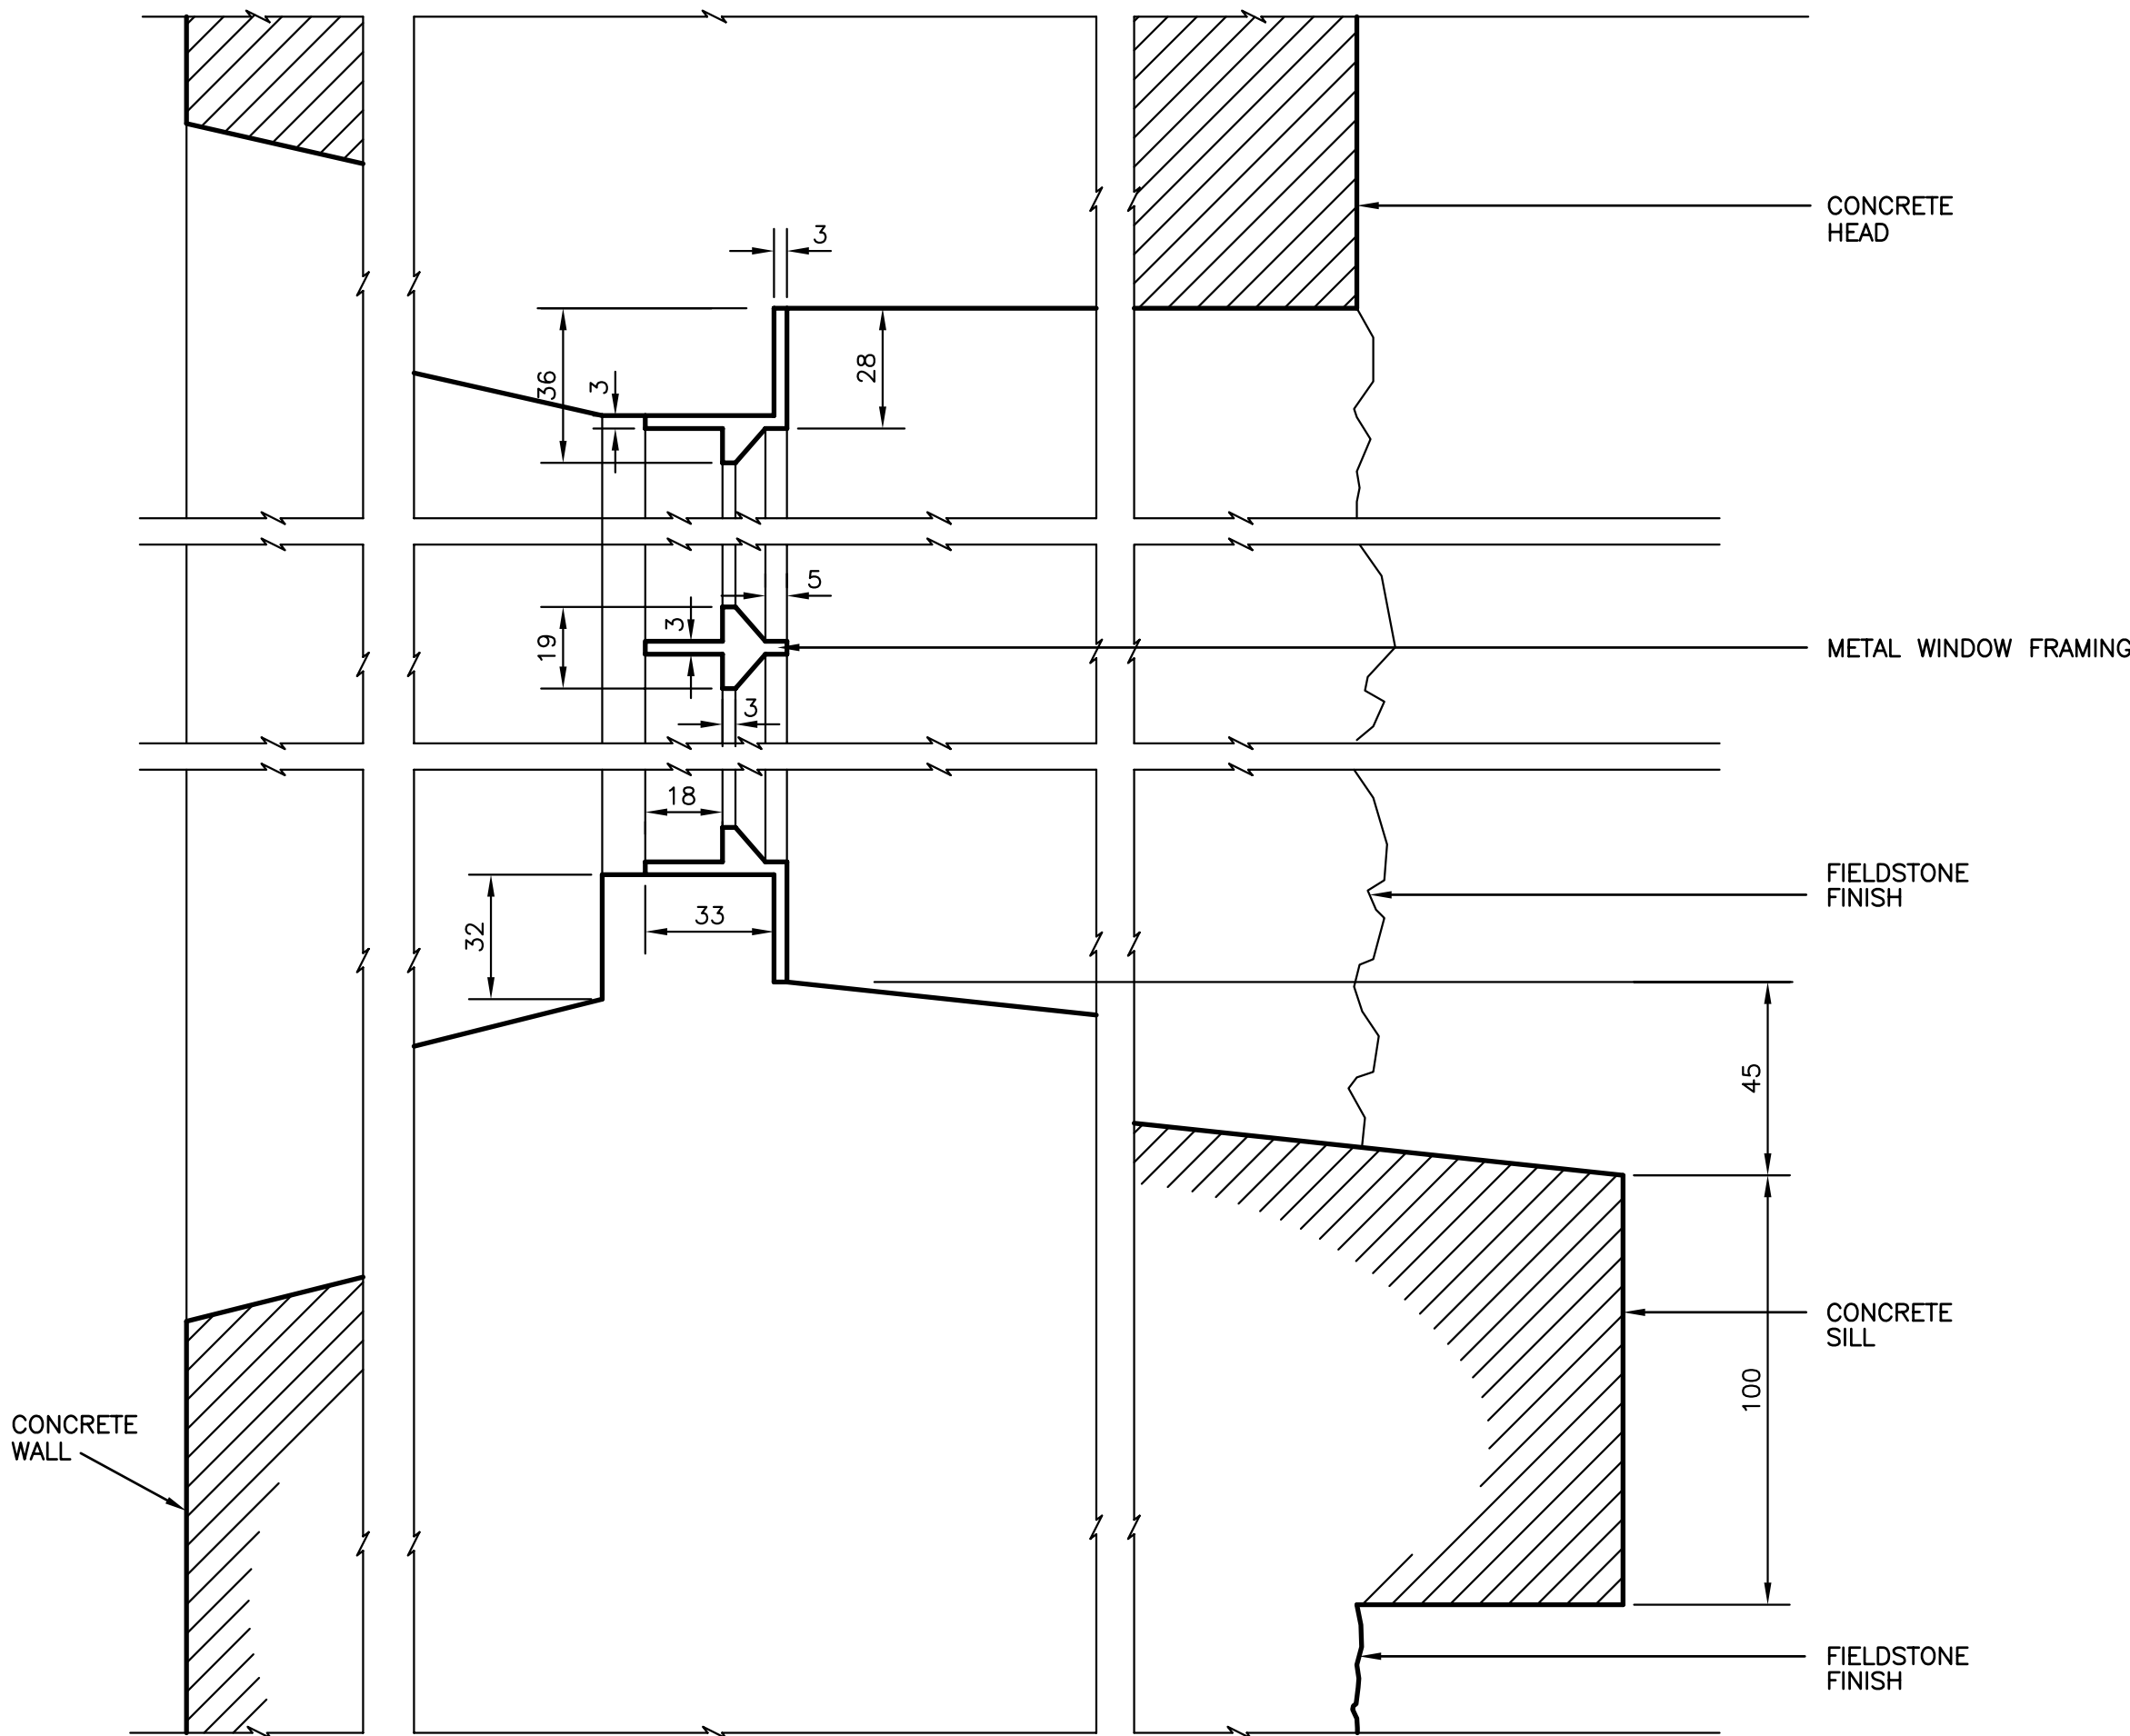 CONCRETE
HEAD
3
36
3
28
5
19
3
METAL WINDOW FRAMING
3
18
FIELDSTONE
FINISH
33
32
45
CONCRETE
SILL
100
CONCRETE
WALL
FIELDSTONE
FINISH